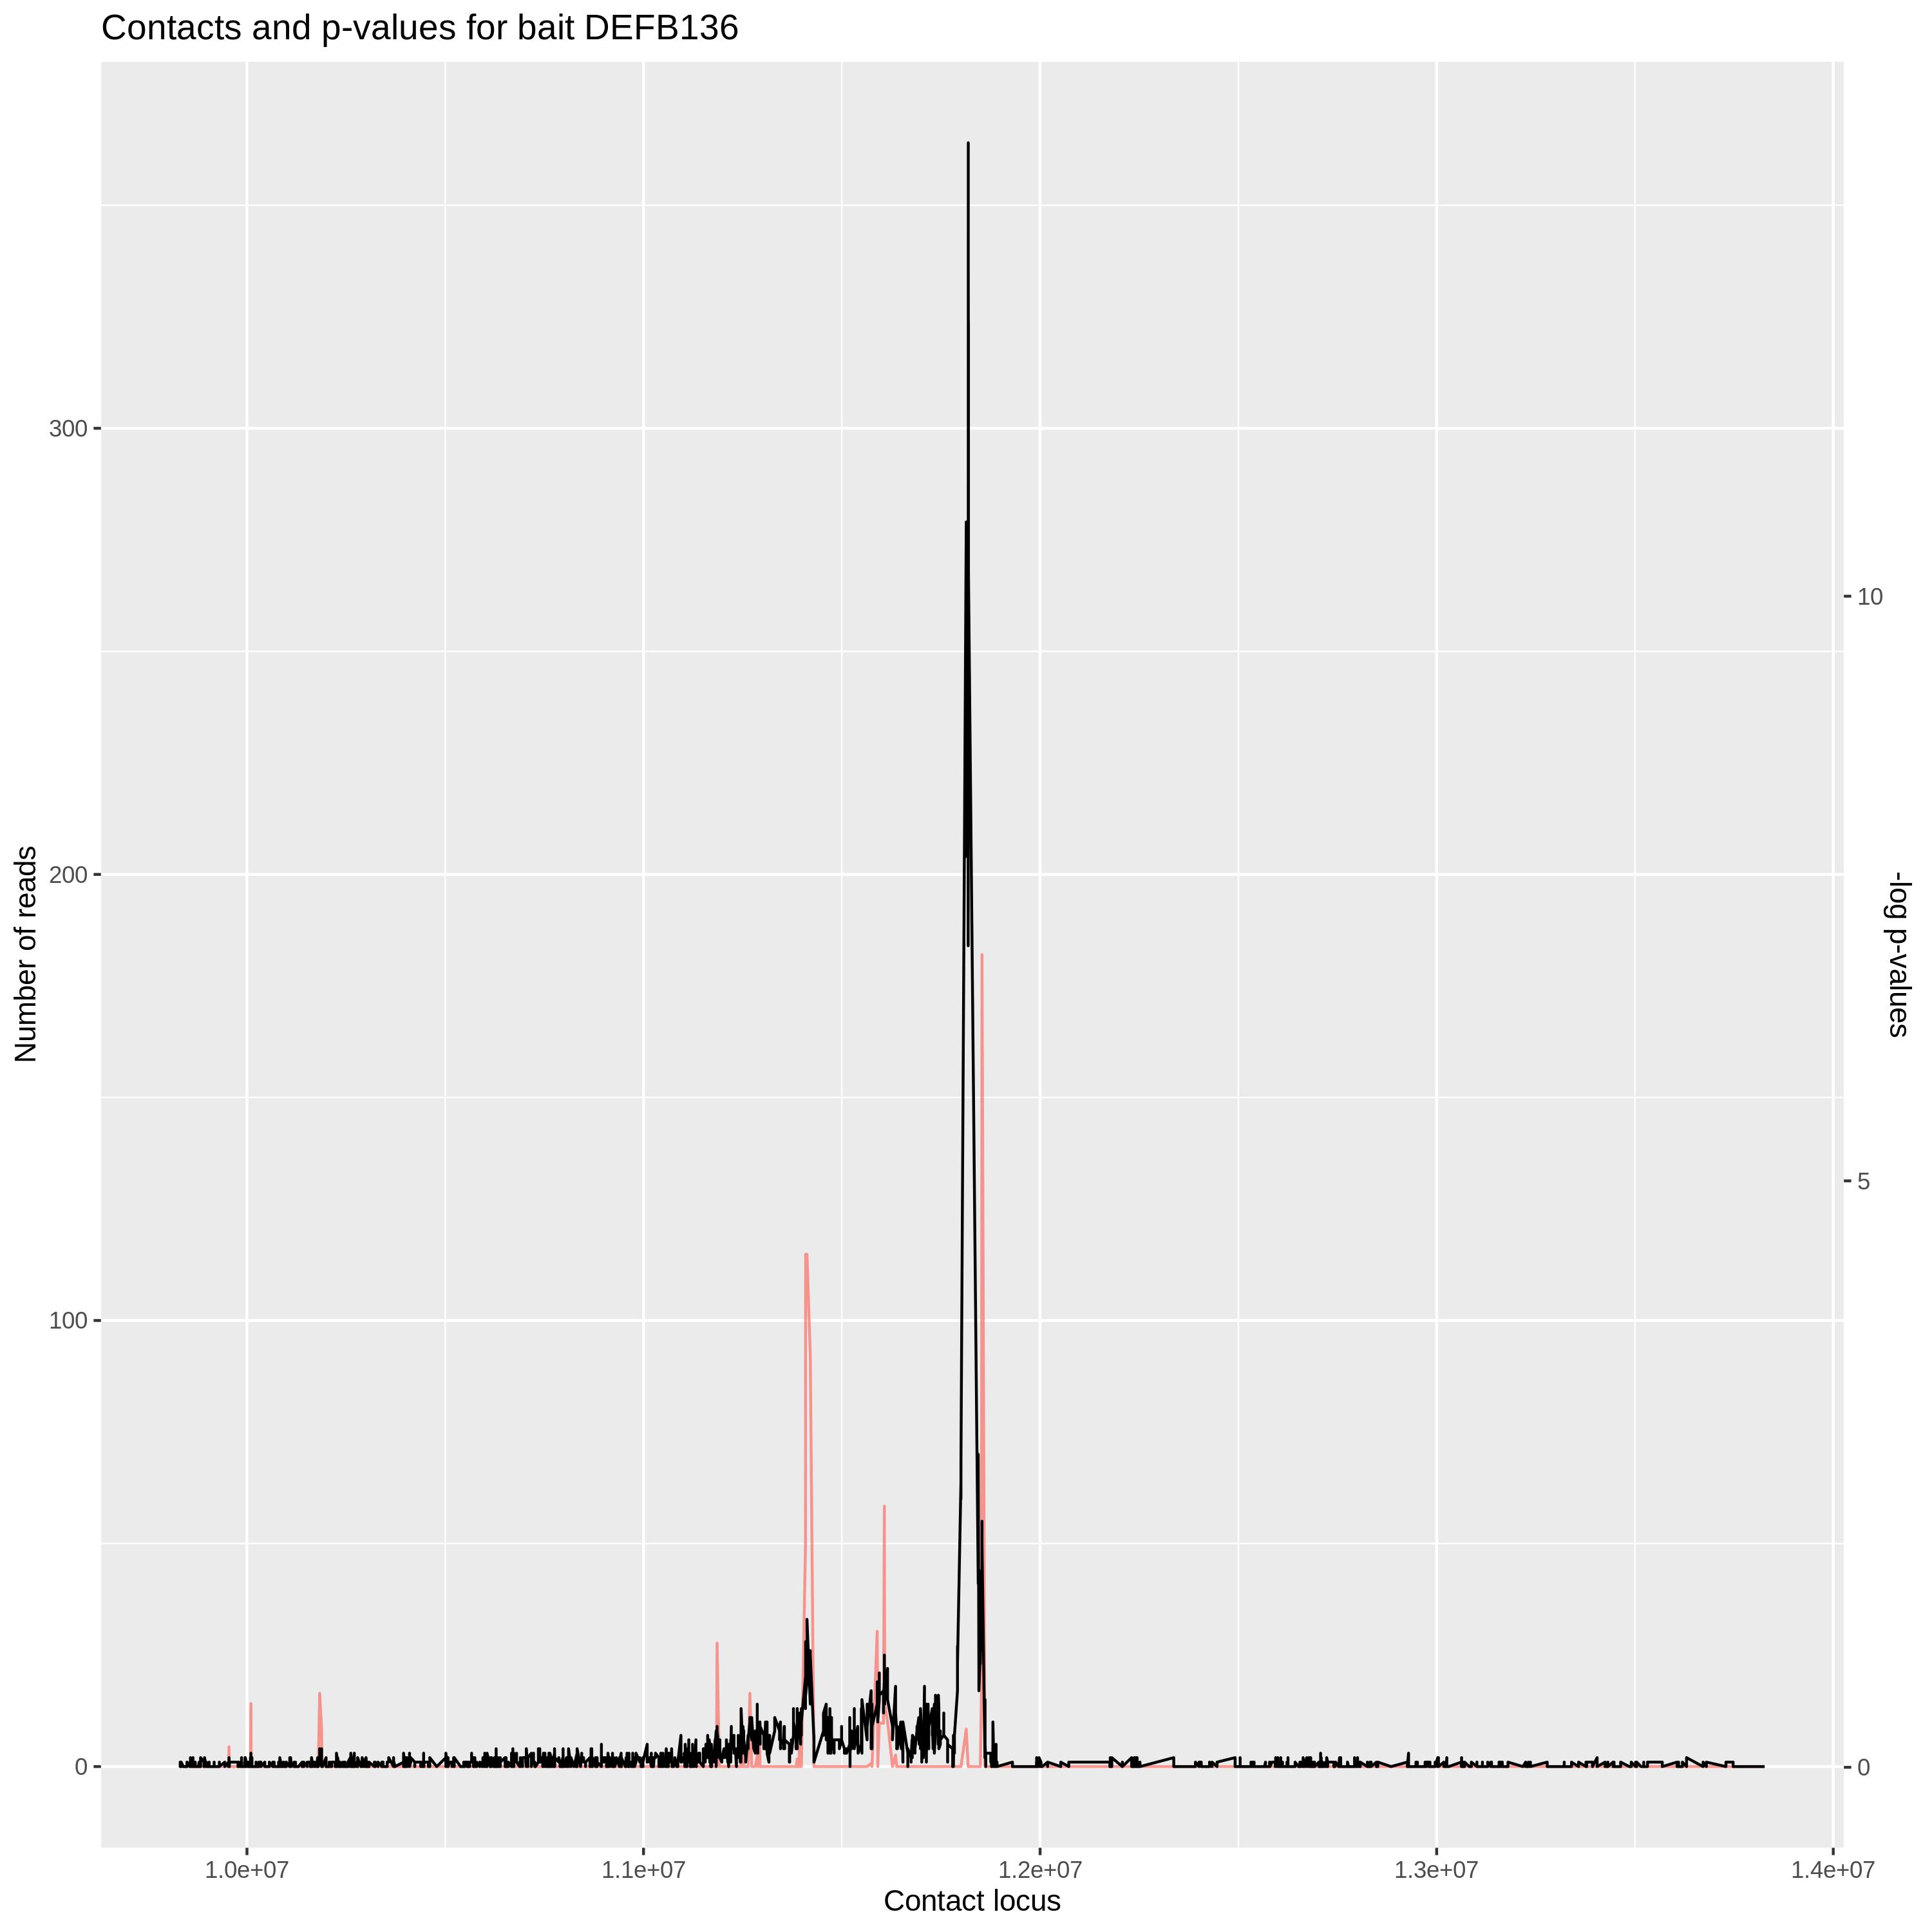 Contacts and p-values for bait DEFB136
Number of reads
300
200
100
0
10
5
0
-log p-values
1.0e+07
1.1e+07
1.2e+07
1.3e+07
1.4e+07
Contact locus